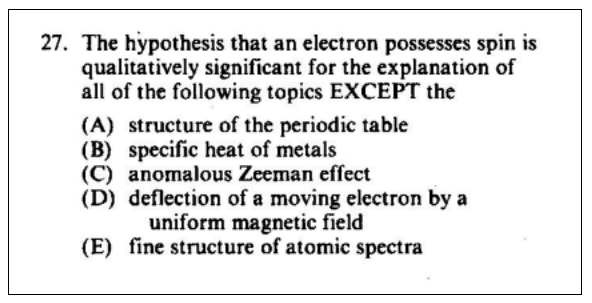 27. The hypothesis that an electron possesses spin is
qualitatively significant for the explanation of
all of the following topics EXCEPT the
(A) structure of the periodic table
(B) specific heat of metals
(C) anomalous Zeeman effect
(D) deflection of a moving electron by a
uniform magnetic field
(E) fine structure of atomic spectra